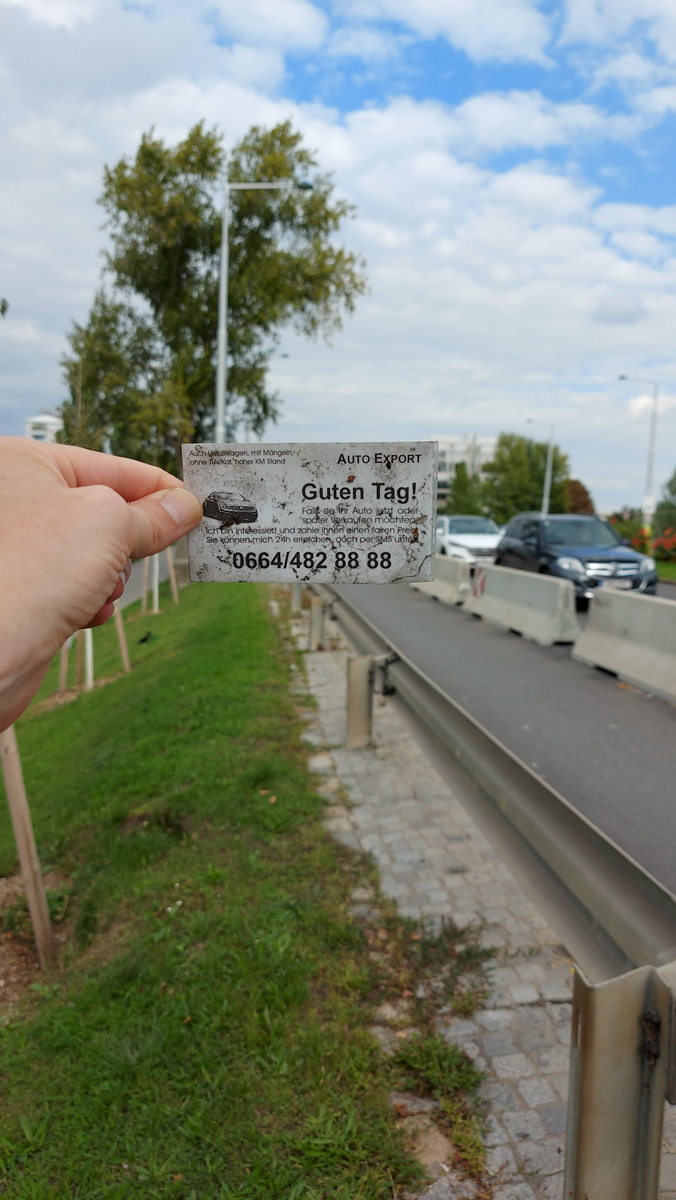 Auch Unfallwagen, mit Mängeln,
ohne TÜV/Kat, hoher KM Stand
AUTO EXPORT
Guten Tag!
Falls de Ihr Auto jetzt oder
später verkaufen möchten,
Ich bin interessiert und zahle Ihnen einen fairen Preis!
Sie können mich 24h erreichen, auch per SMS unter:
0664/482 88 88